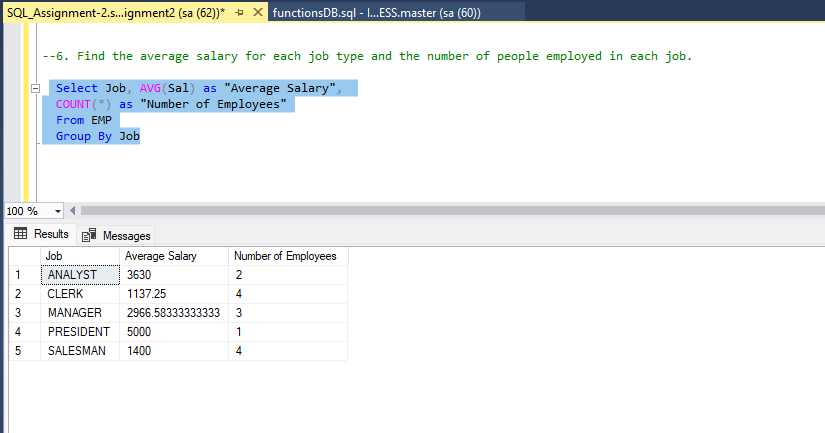 SQL_Assignment-2.s...ignment2 (sa (62))* functionsDB.sql - l...ESS.master (sa (60))
--6. Find the average salary for each job type and the number of people employed in each job.
Select Job, AVG(Sal) as "Average Salary",
COUNT(*) as "Number of Employees"
From EMP
Group By Job
100 %
Results Messages
Job Average Salary Number of Employees
1 ANALYST 3630 2
2 CLERK 1137.25 4
3 MANAGER 2966.58333333333 3
4 PRESIDENT 5000 1
5 SALESMAN 1400 4